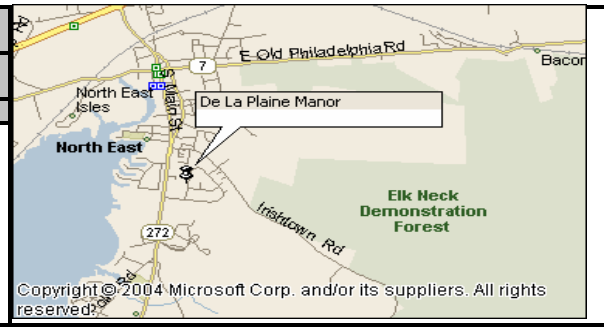 E Old Philadelphia Rd
7
Bacon
North East
Isles
S Main St
De La Plaine Manor
North East
Elk Neck
Demonstration
Forest
Irishtown Rd
272
Rd
Copyright © 2004 Microsoft Corp. and/or its suppliers. All rights
reserved.